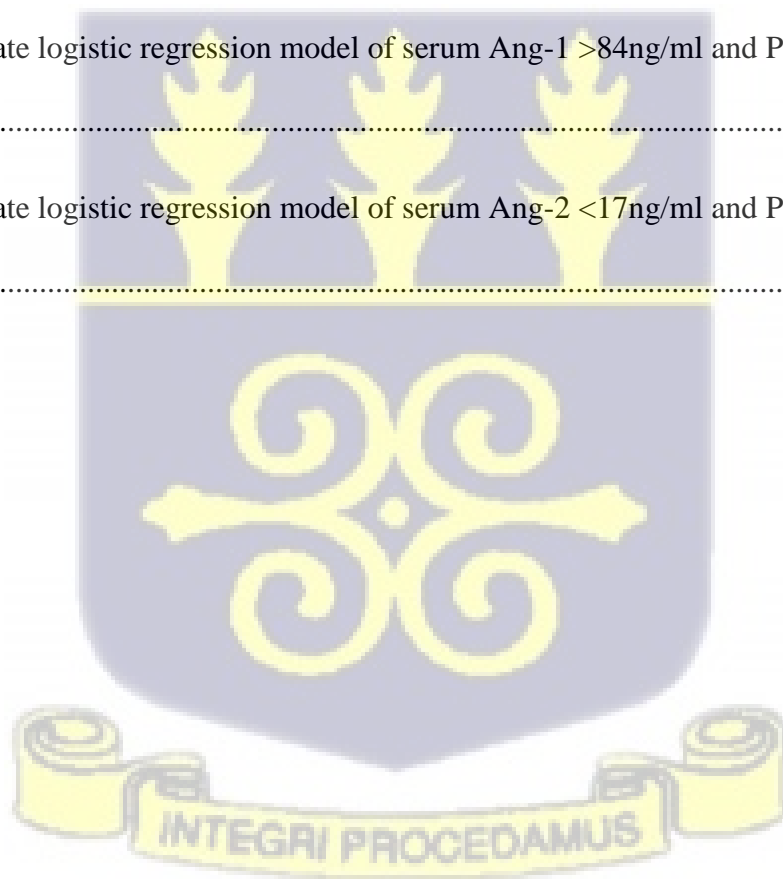 ate logistic regression model of serum Ang-1 >84ng/ml and P
................................................................................
ate logistic regression model of serum Ang-2 <17ng/ml and P
................................................................................
INTEGRI PROCEDAMUS